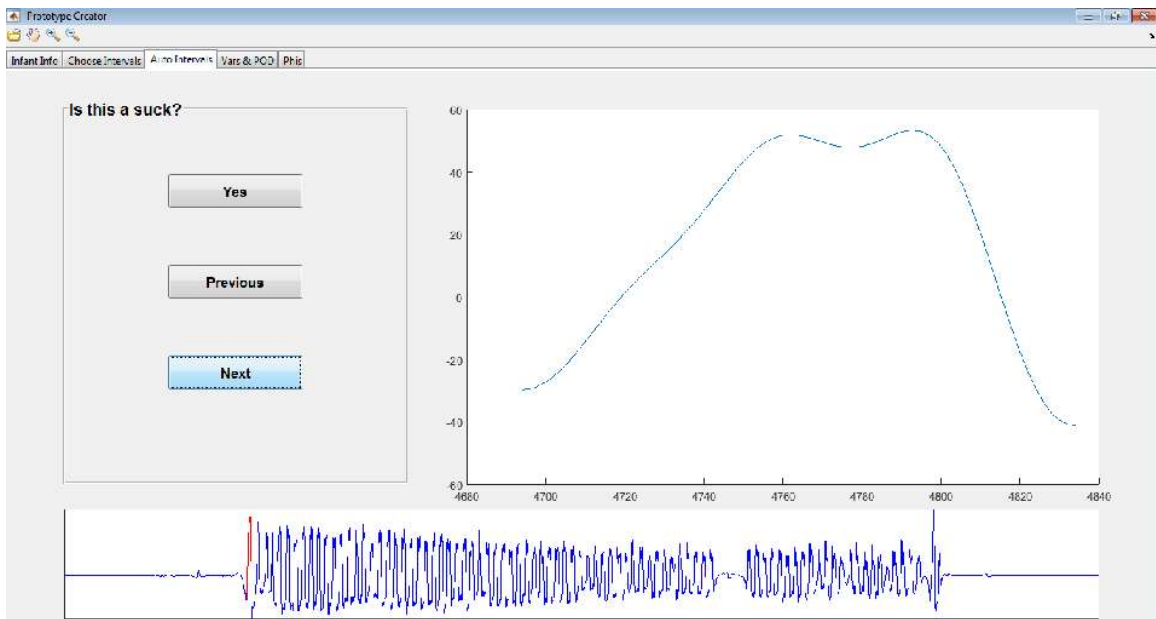 Prototype Creator
Infant Info Choose Intervals Auto Intervals Vars & POD Phis
Is this a suck?
Yes
Previous
Next
60
40
20
0
-20
-40
-60
4680 4700 4720 4740 4760 4780 4800 4820 4840